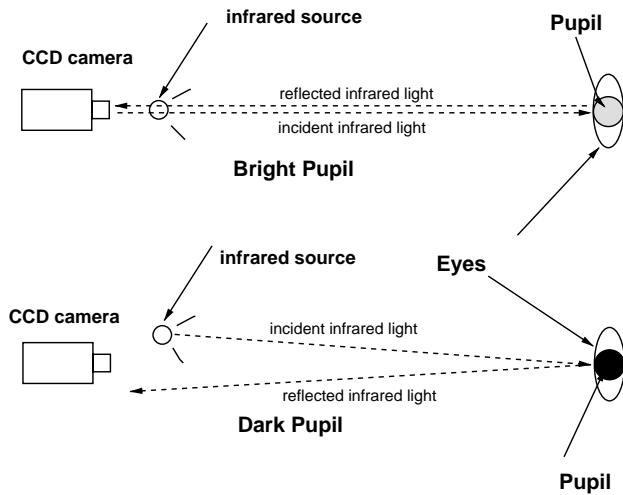 infrared source
Pupil
CCD camera
reflected infrared light
incident infrared light
Bright Pupil
infrared source
Eyes
CCD camera
incident infrared light
reflected infrared light
Dark Pupil
Pupil